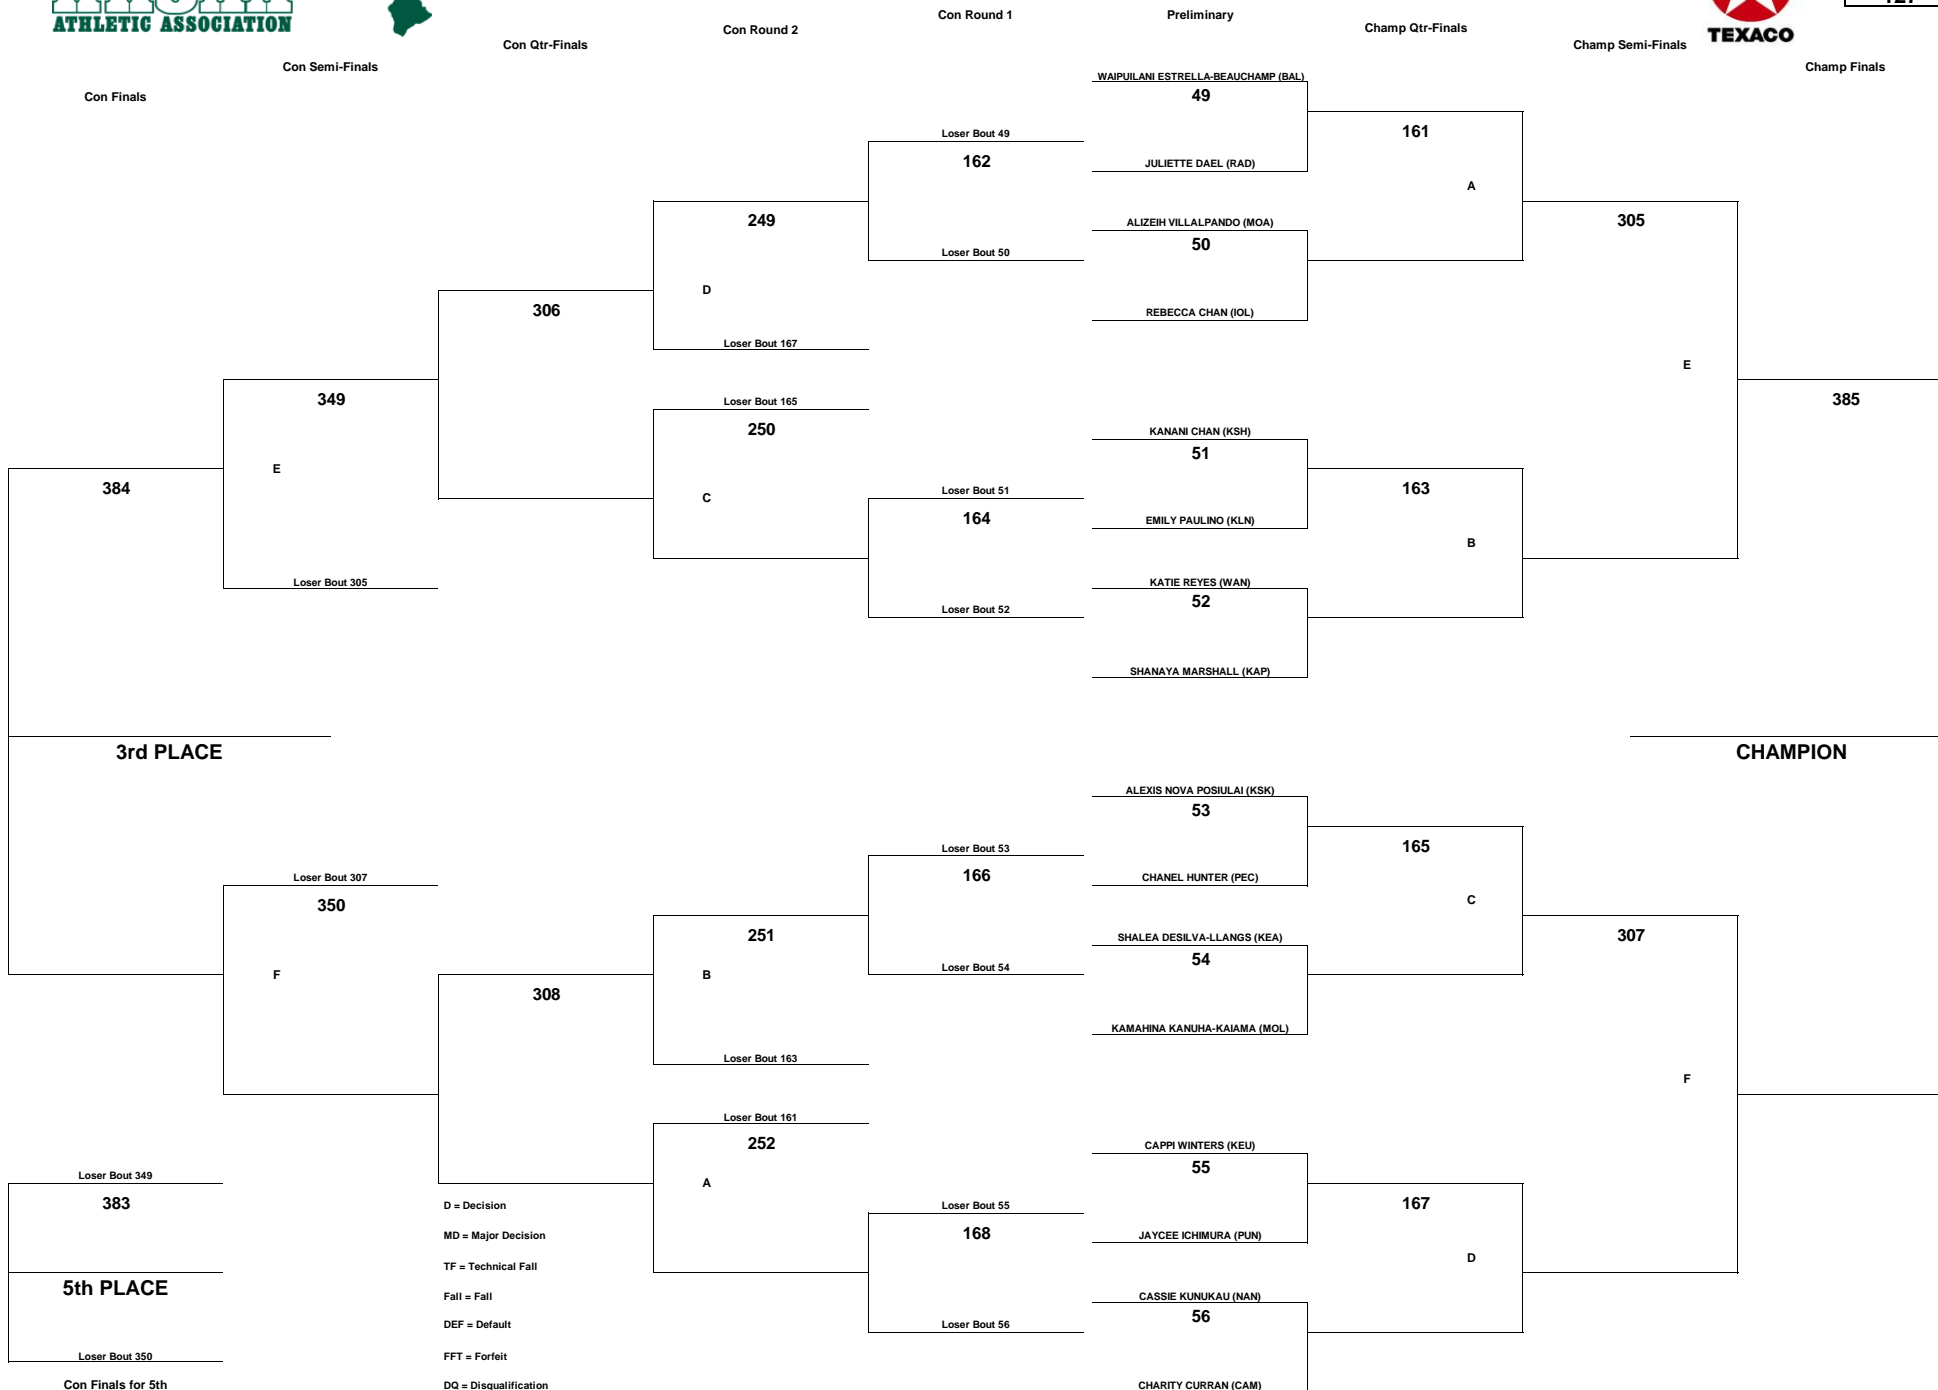 ATHLETIC ASSOCIATION
TEXACO
Con Round 1
Preliminary
Champ Qtr-Finals
Con Round 2
Con Qtr-Finals
Champ Semi-Finals
Con Semi-Finals
Champ Finals
Con Finals
WAIPUILANI ESTRELLA-BEAUCHAMP (BAL)
49
161
Loser Bout 49
162
JULIETTE DAEL (RAD)
A
249
ALIZEIH VILLALPANDO (MOA)
305
50
Loser Bout 50
D
306
REBECCA CHAN (IOL)
Loser Bout 167
E
349
Loser Bout 165
385
250
KANANI CHAN (KSH)
51
E
384
C
Loser Bout 51
163
164
EMILY PAULINO (KLN)
B
Loser Bout 305
KATIE REYES (WAN)
52
Loser Bout 52
SHANAYA MARSHALL (KAP)
3rd PLACE
CHAMPION
ALEXIS NOVA POSIULAI (KSK)
53
Loser Bout 53
165
Loser Bout 307
166
CHANEL HUNTER (PEC)
350
C
251
SHALEA DESILVA-LLANGS (KEA)
307
54
F
B
Loser Bout 54
308
KAMAHINA KANUHA-KAIAMA (MOL)
Loser Bout 163
F
Loser Bout 161
252
CAPPI WINTERS (KEU)
55
Loser Bout 349
A
383
D = Decision
Loser Bout 55
167
168
MD = Major Decision
JAYCEE ICHIMURA (PUN)
D
TF = Technical Fall
5th PLACE
Fall = Fall
CASSIE KUNUKAU (NAN)
56
DEF = Default
Loser Bout 56
Loser Bout 350
FFT = Forfeit
Con Finals for 5th
DQ = Disqualification
CHARITY CURRAN (CAM)